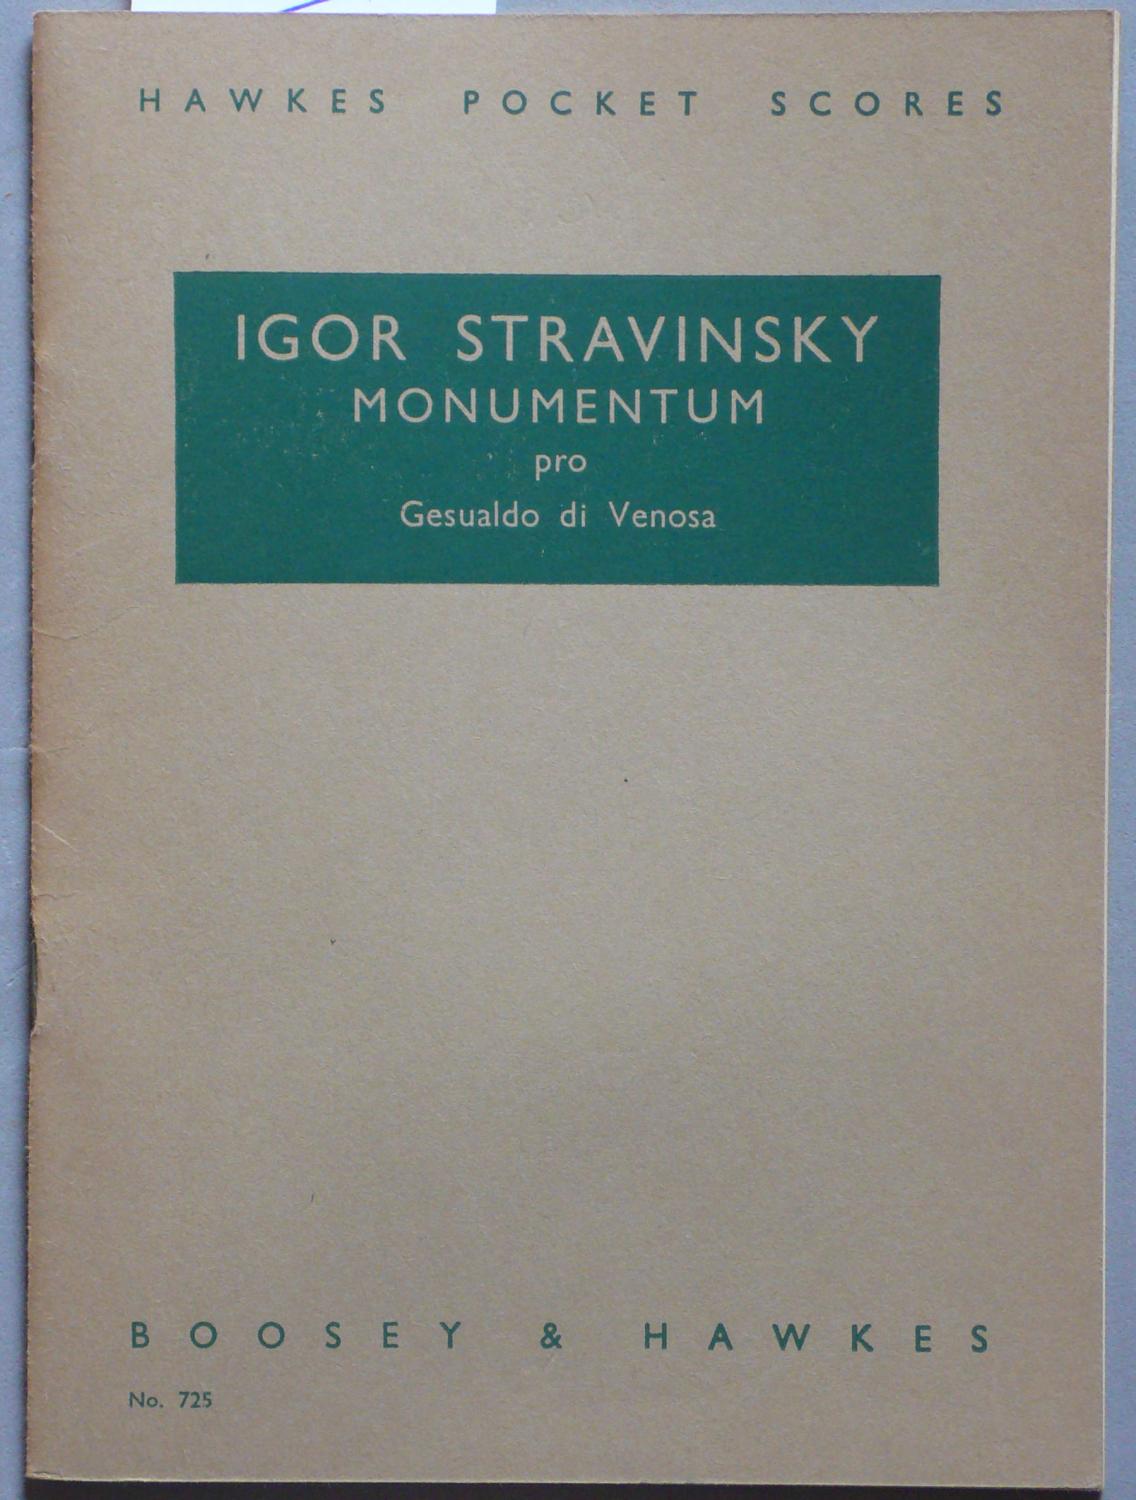 HAWKES POCKET SCORES
IGOR STRAVINSKY
MONUMENTUM
pro
Gesualdo di Venosa
BOOSEY & HAWKES
No. 725